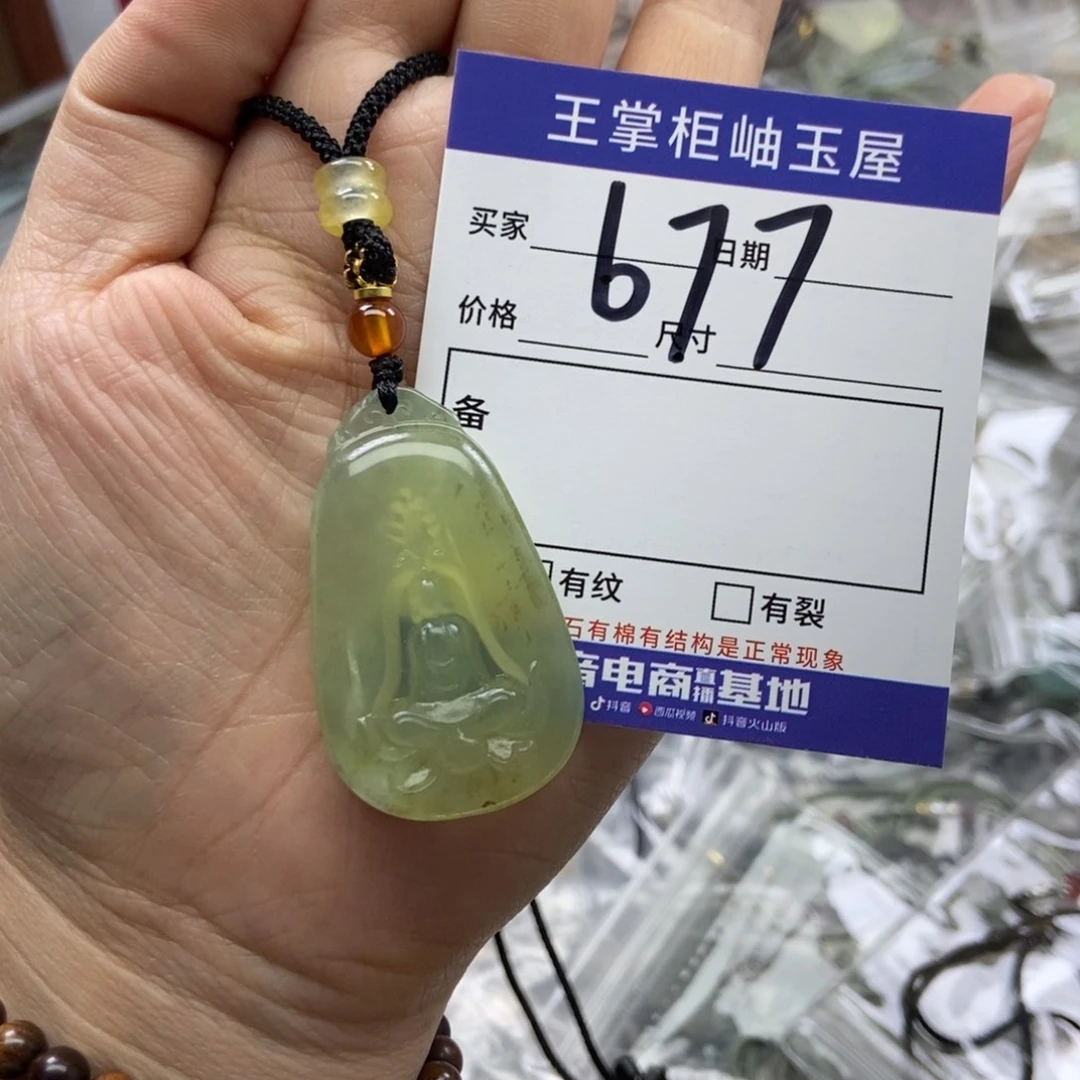 王掌柜岫玉屋
677
买家 日期
价格 尺寸
备
有纹 有裂
石有棉有结构是正常现象
音电商直播基地
抖音 西瓜视频 抖音火山版